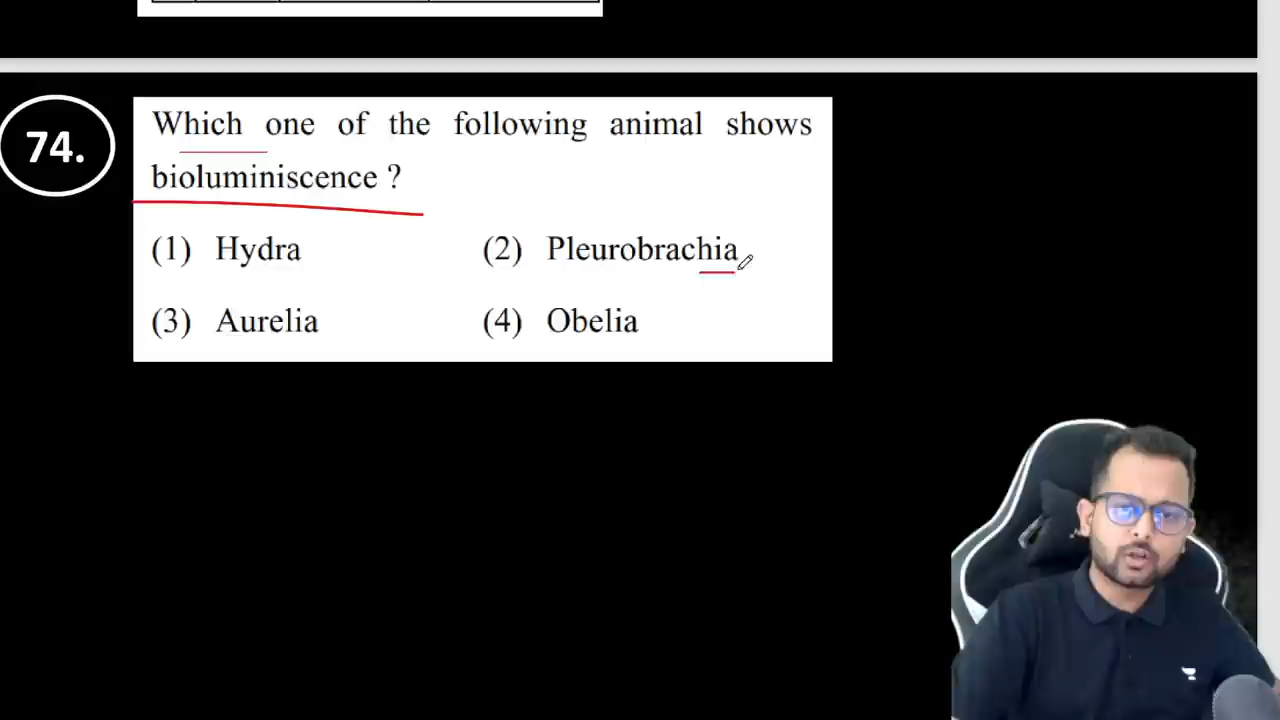 74.
Which one of the following animal shows
bioluminiscence ?
(1) Hydra (2) Pleurobrachia
(3) Aurelia (4) Obelia